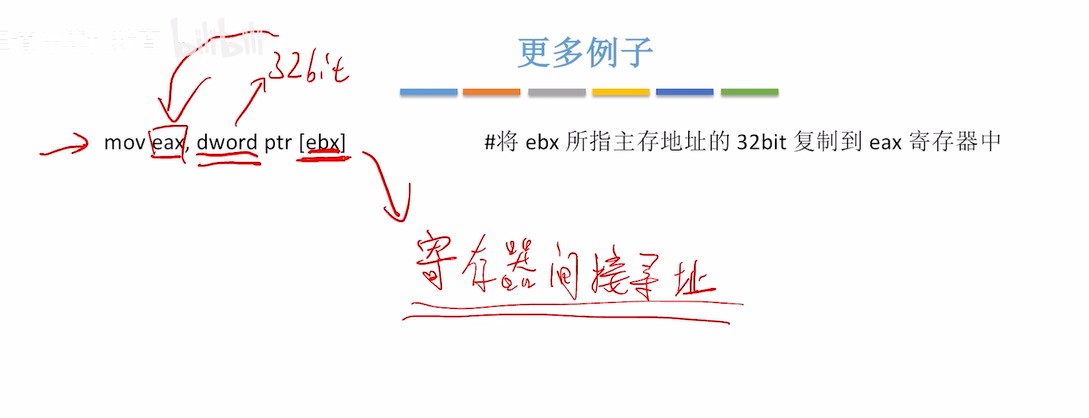 更多例子
bilibili
32bit
mov eax, dword ptr [ebx]
#将 ebx 所指主存地址的 32bit 复制到 eax 寄存器中
寄存器间接寻址